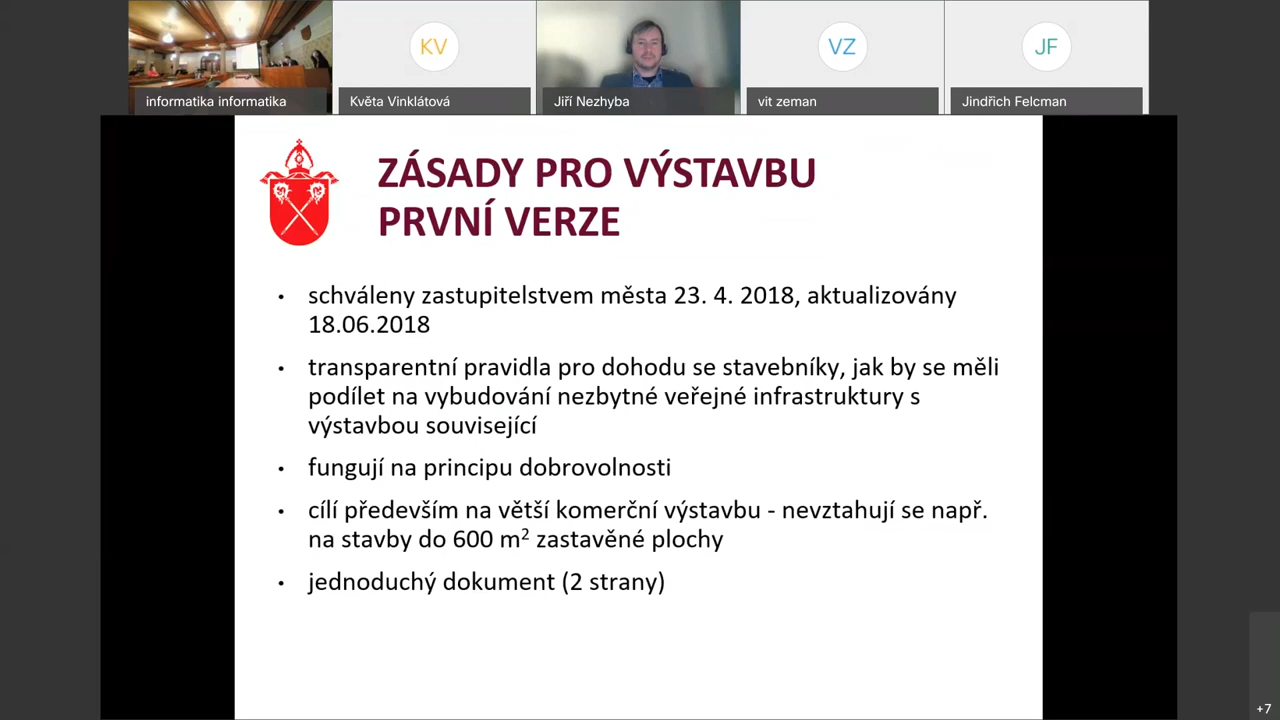 KV
VZ
JF
informatika informatika
Květa Vinklátová
Jiří Nezhyba
vit zeman
Jindřich Felcman
ZÁSADY PRO VÝSTAVBU
PRVNÍ VERZE
• schváleny zastupitelstvem města 23. 4. 2018, aktualizovány
18.06.2018
• transparentní pravidla pro dohodu se stavebníky, jak by se měli
podílet na vybudování nezbytné veřejné infrastruktury s
výstavbou související
• fungují na principu dobrovolnosti
• cílí především na větší komerční výstavbu - nevztahují se např.
na stavby do 600 m² zastavěné plochy
• jednoduchý dokument (2 strany)
+7